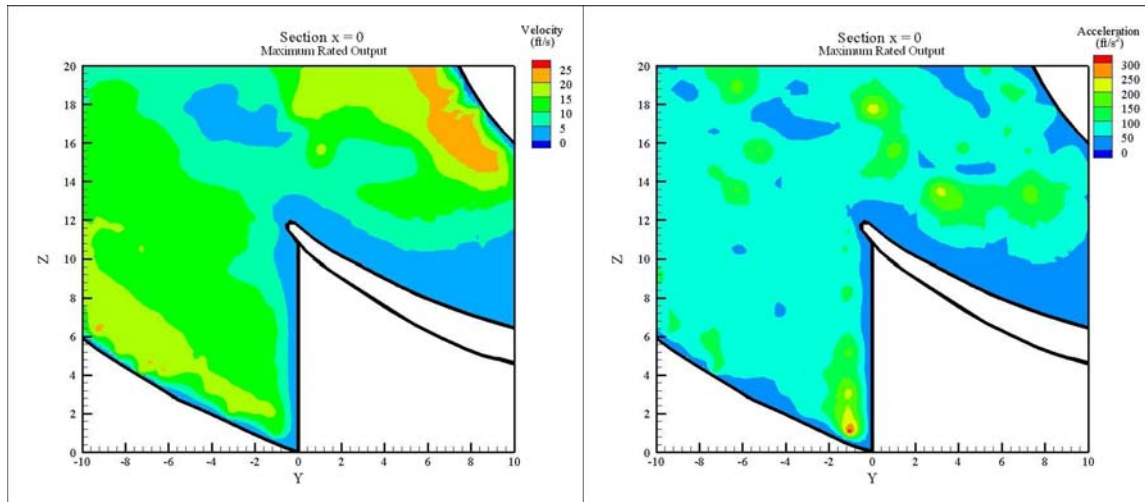 Section x = 0
Maximum Rated Output
Velocity
(ft/s)
25
20
15
10
5
0
20
18
16
14
12
10
8
6
4
2
0
Z
-10 -8 -6 -4 -2 0 2 4 6 8 10
Y
Section x = 0
Maximum Rated Output
Acceleration
(ft/s²)
300
250
200
150
100
0
20
18
16
14
12
10
8
6
4
2
0
Z
-10 -8 -6 -4 -2 0 2 4 6 8 10
Y